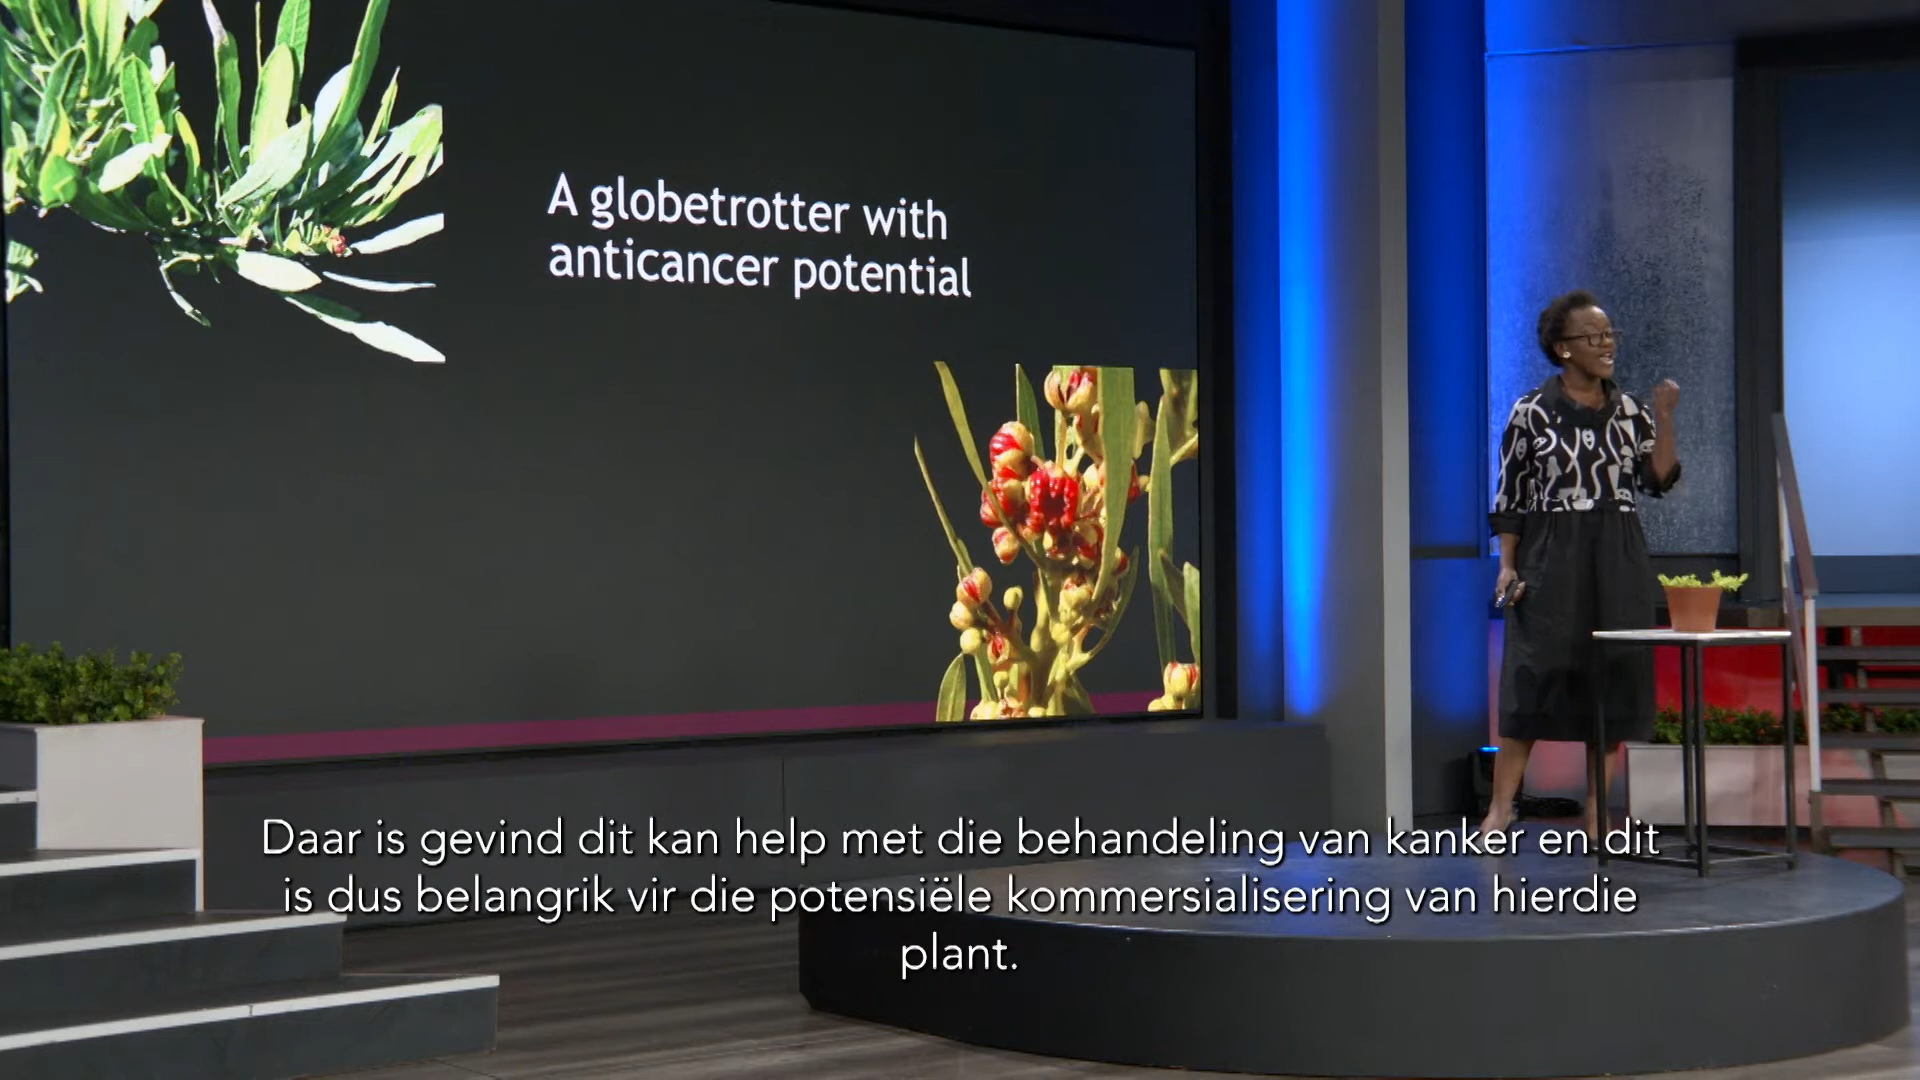 A globetrotter with
anticancer potential
Daar is gevind dit kan help met die behandeling van kanker en dit
is dus belangrik vir die potensiële kommersialisering van hierdie
plant.